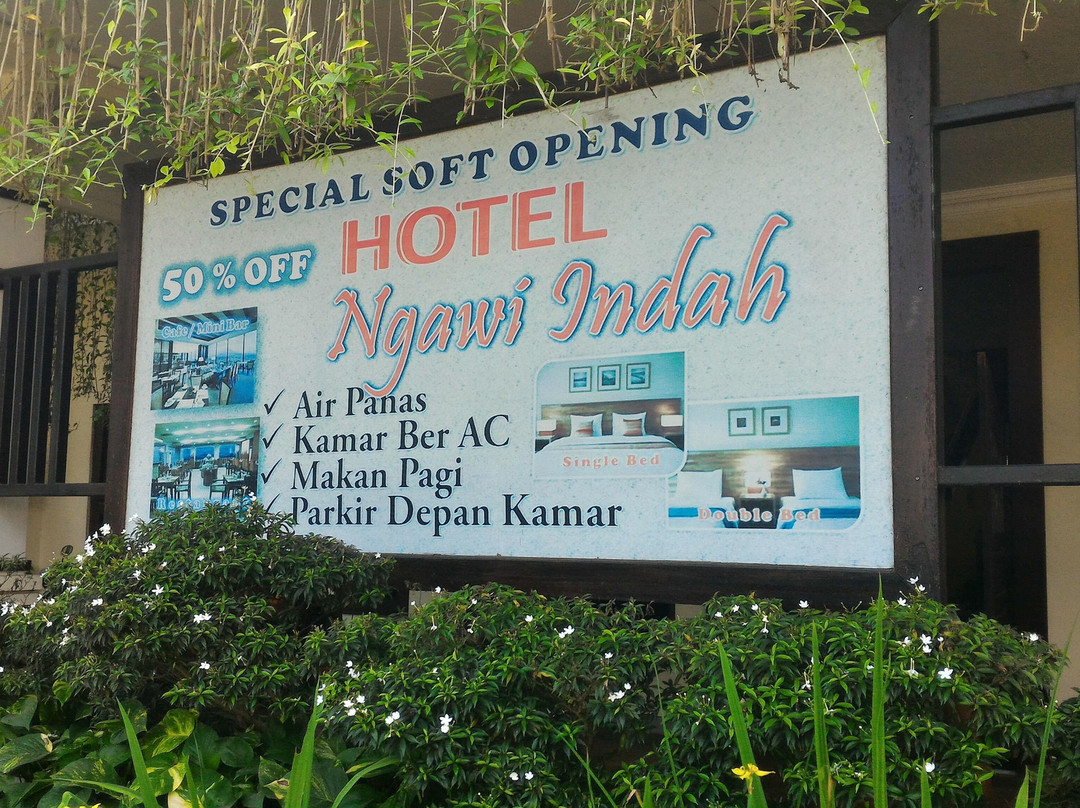 SPECIAL SOFT OPENING
HOTEL
50 % OFF
Ngawi Indah
Cafe / Mini Bar
✓ Air Panas
✓ Kamar Ber AC
✓ Makan Pagi
✓ Parkir Depan Kamar
Single Bed
Double Bed